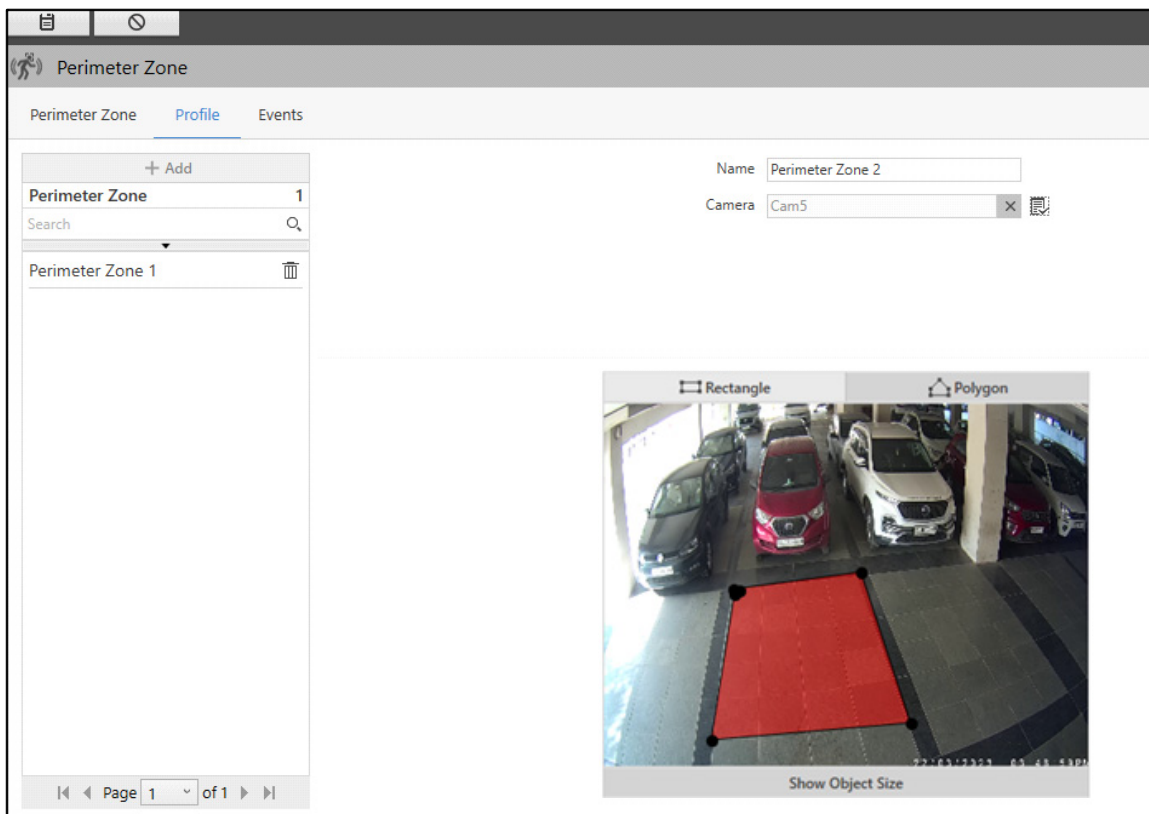 Perimeter Zone
Perimeter Zone Profile Events
+ Add
Perimeter Zone 1
Search
Perimeter Zone 1
Page 1 of 1
Name Perimeter Zone 2
Camera Cam5
Rectangle Polygon
Show Object Size